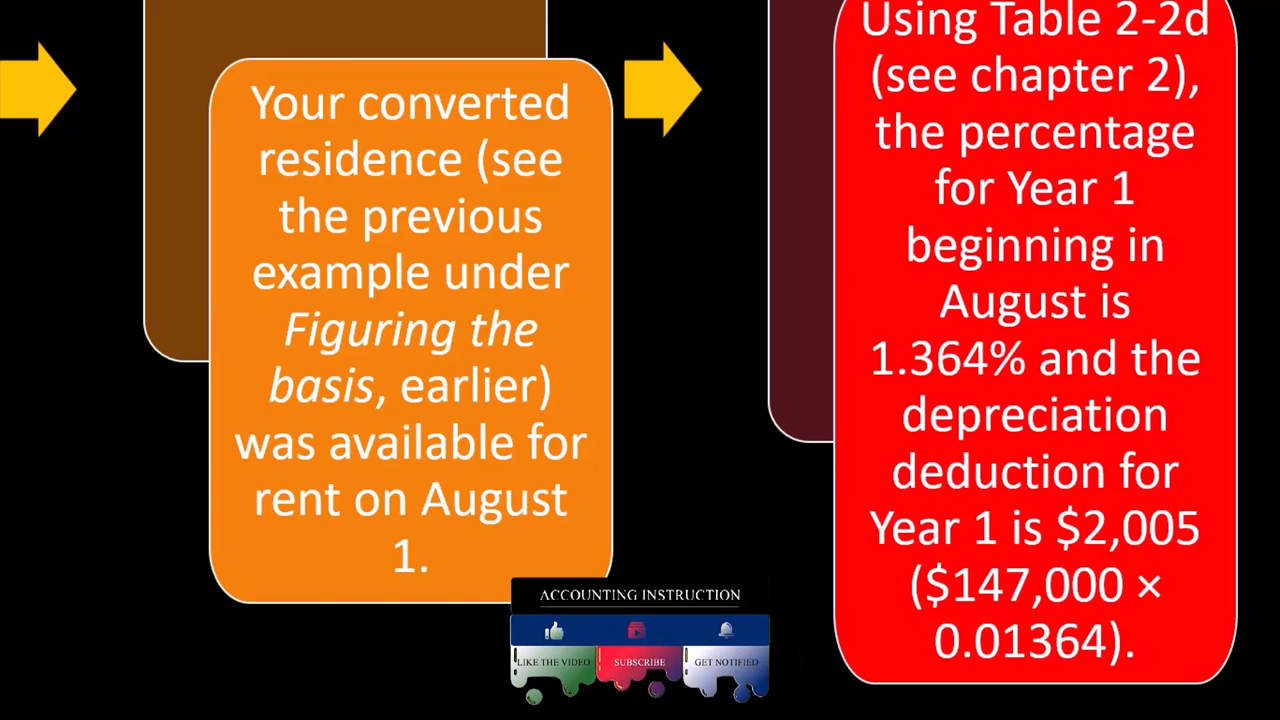 Your converted
residence (see
the previous
example under
Figuring the
basis, earlier)
was available for
rent on August
1.
Using Table 2-2d
(see chapter 2),
the percentage
for Year 1
beginning in
August is
1.364% and the
depreciation
deduction for
Year 1 is $2,005
($147,000 ×
0.01364).
ACCOUNTING INSTRUCTION
LIKE THE VIDEO
SUBSCRIBE
GET NOTIFIED